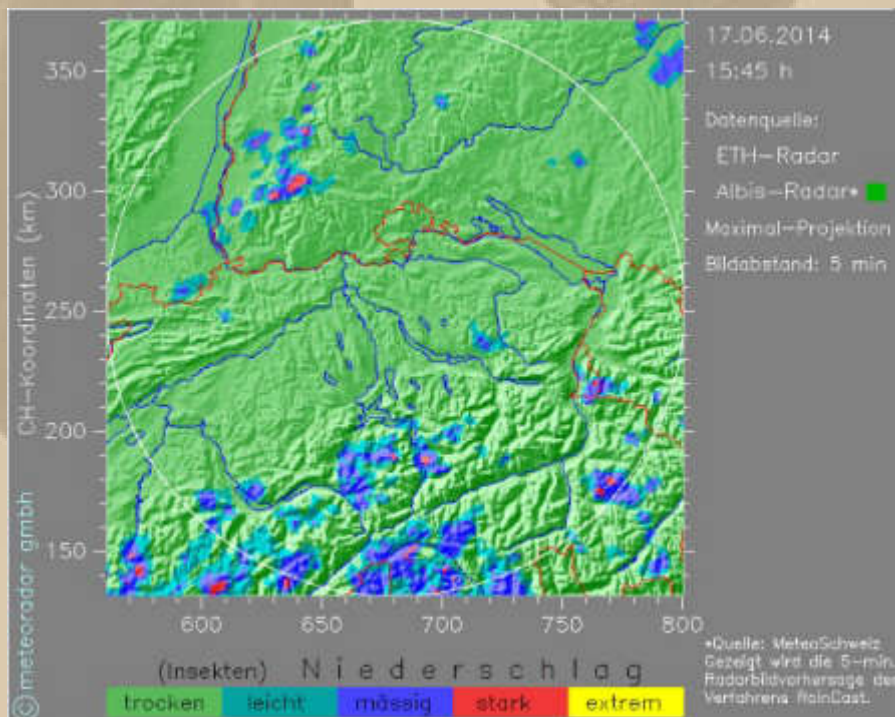 17.06.2014
15:45 h
Datenquelle:
ETH-Radar
Albis-Radar*
Maximal-Projektion
Bildabstand: 5 min
CH-Koordinaten (km)
350
300
250
200
150
600
650
700
750
800
©meteoradar gmbh
(Insekten) Niederschlag
trocken leicht mässig stark extrem
*Quelle: MeteoSchweiz
Gezeigt wird die 5-min.
Radarbildvorhersage des
Verfahrens RainCast.